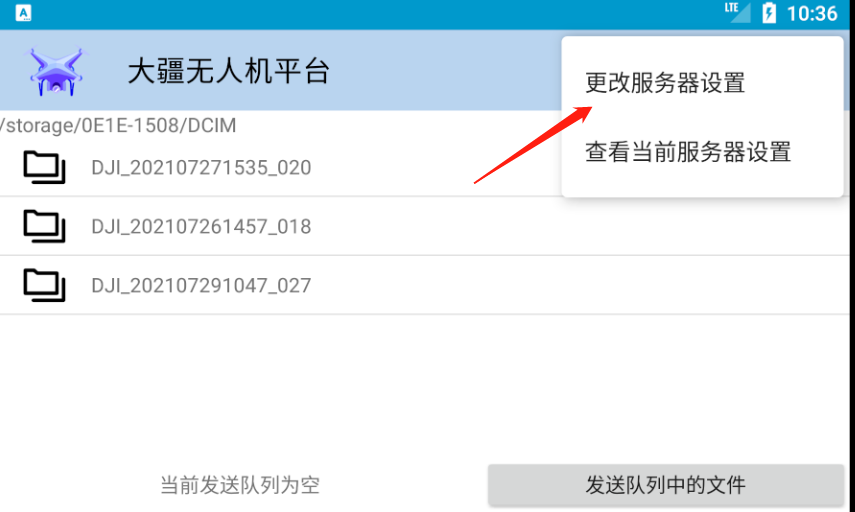 LTE 10:36
大疆无人机平台
更改服务器设置
/storage/0E1E-1508/DCIM
查看当前服务器设置
DJI_202107271535_020
DJI_202107261457_018
DJI_202107291047_027
当前发送队列为空
发送队列中的文件